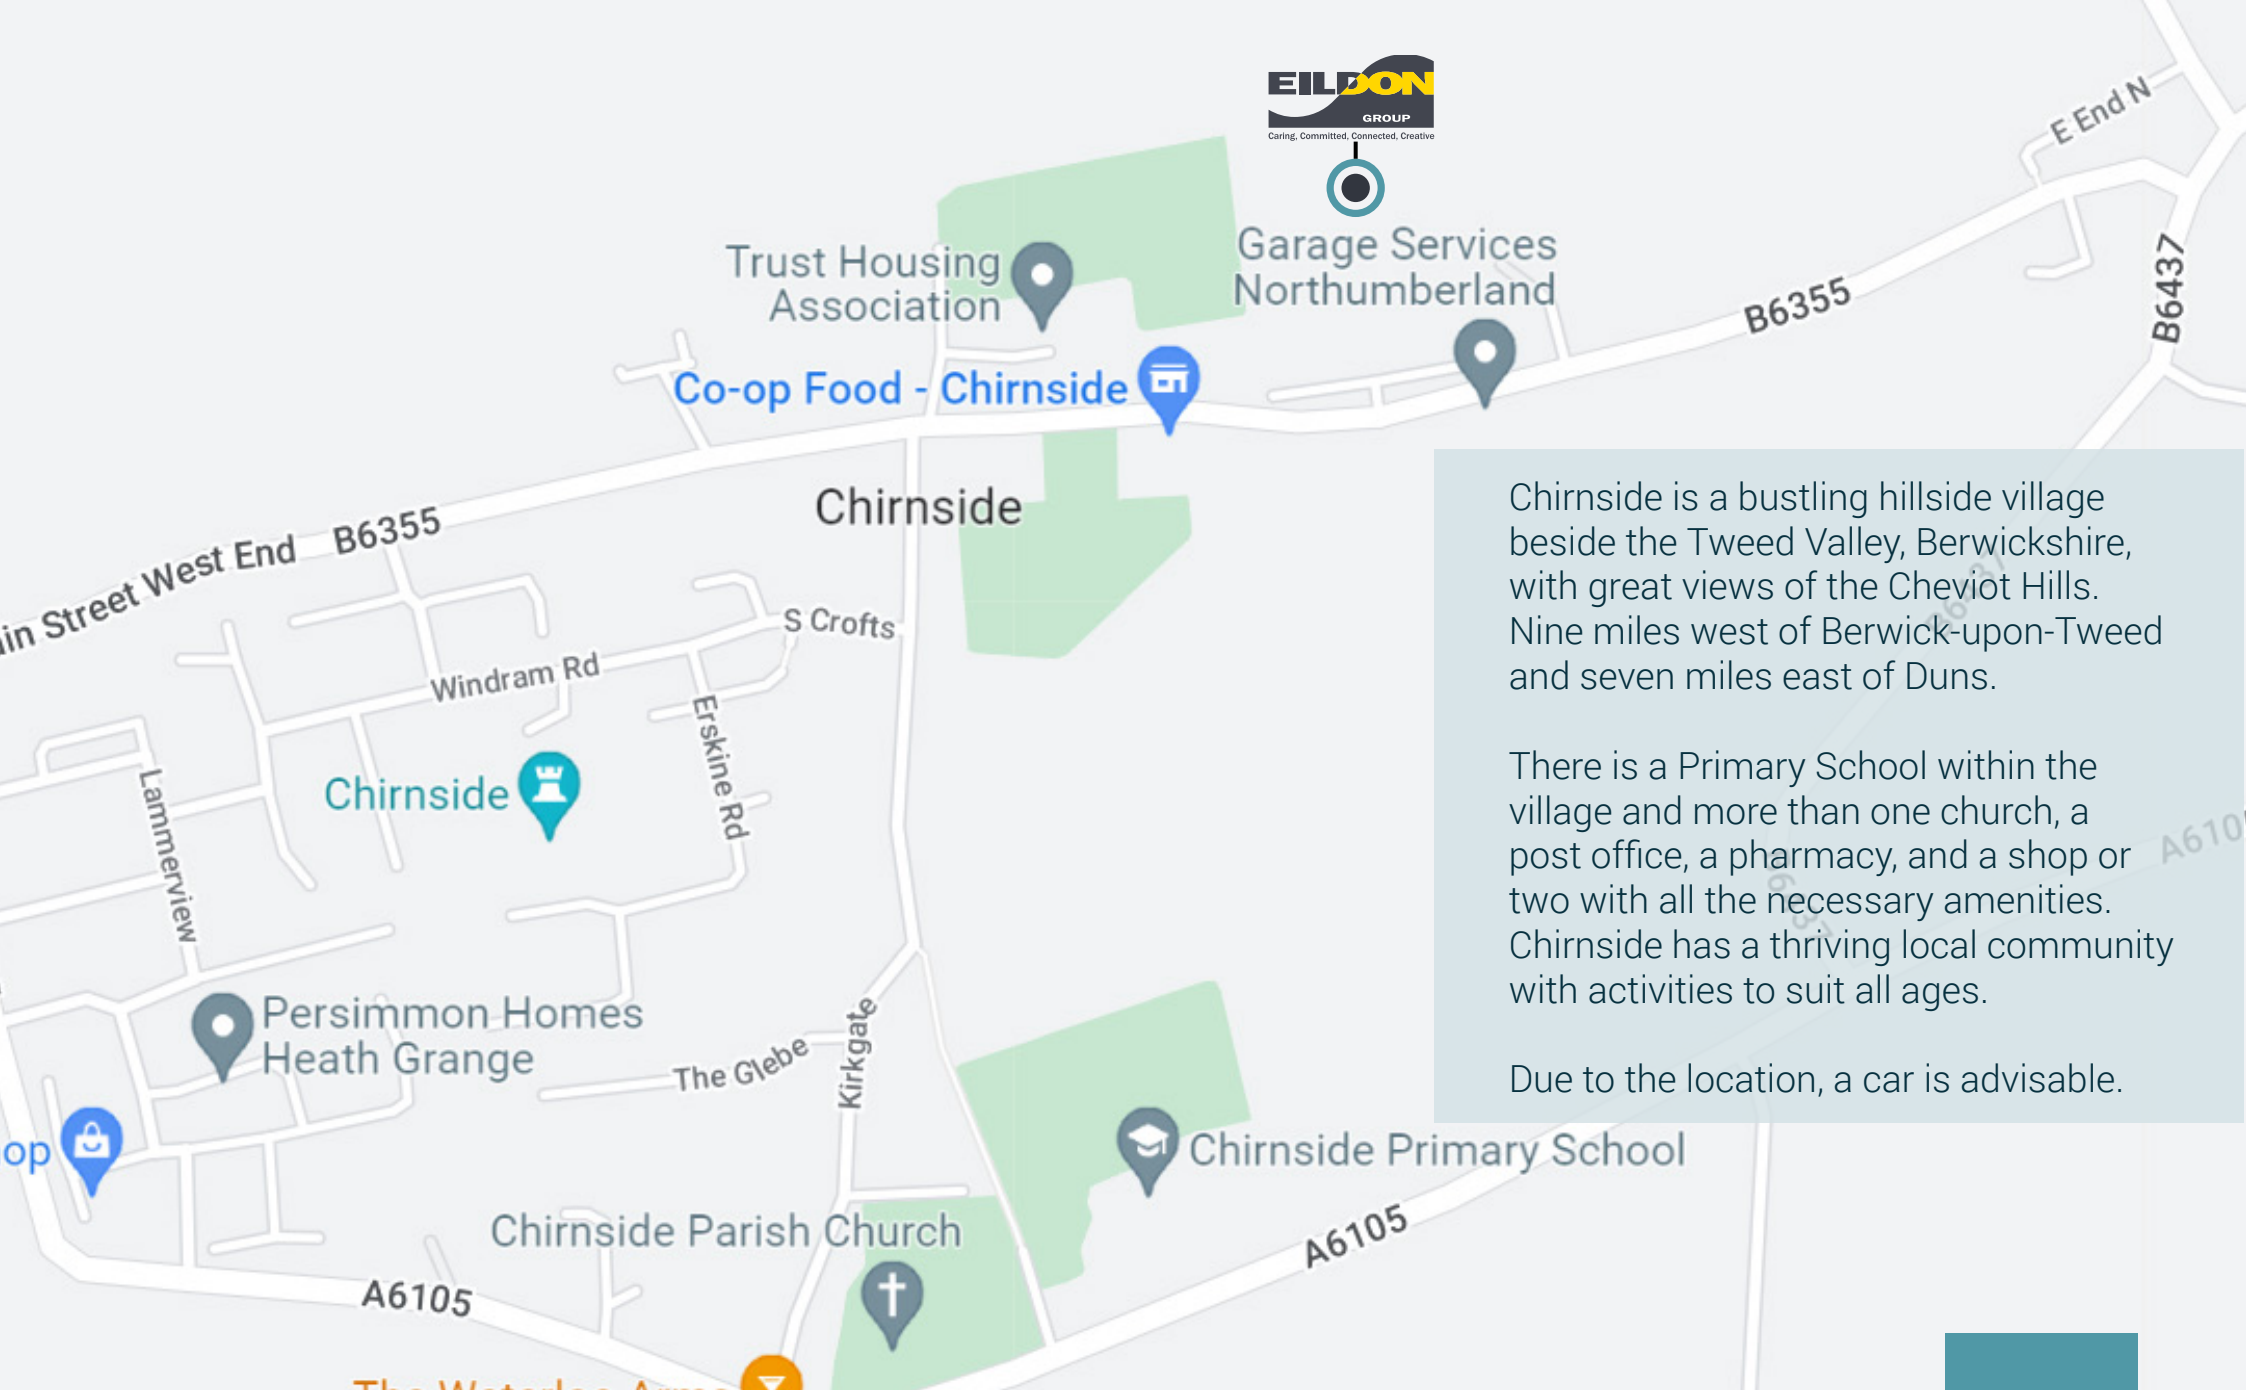 EILDON
GROUP
Caring, Committed, Connected, Creative
E End N
Trust Housing
Association
Garage Services
Northumberland
B6355
B6437
Co-op Food - Chirnside
Chirnside
in Street West End
B6355
S Crofts
Windram Rd
Erskine Rd
Chirnside
Lammerview
Persimmon Homes
Heath Grange
The Glebe
Kirkgate
op
Chirnside Primary School
Chirnside Parish Church
A6105
A6105
The Waterloo Arms
Chirnside is a bustling hillside village
beside the Tweed Valley, Berwickshire,
with great views of the Cheviot Hills.
Nine miles west of Berwick-upon-Tweed
and seven miles east of Duns.
There is a Primary School within the
village and more than one church, a
post office, a pharmacy, and a shop or
two with all the necessary amenities.
Chirnside has a thriving local community
with activities to suit all ages.
Due to the location, a car is advisable.
B6437
B6437
A610